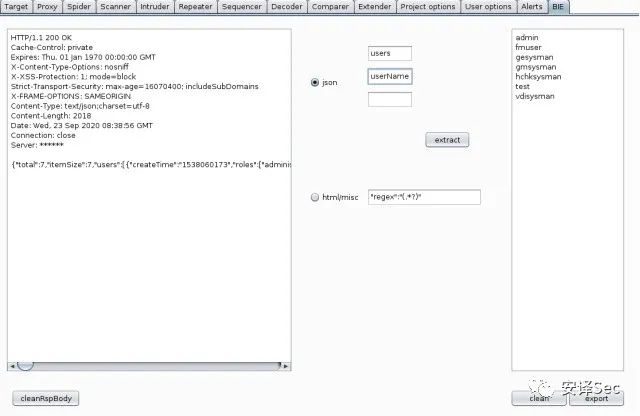 Target Proxy Spider Scanner Intruder Repeater Sequencer Decoder Comparer Extender Project options User options Alerts BIE
HTTP/1.1 200 OK
Cache-Control: private
Expires: Thu, 01 Jan 1970 00:00:00 GMT
X-Content-Type-Options: nosniff
X-XSS-Protection: 1; mode=block
Strict-Transport-Security: max-age=16070400; includeSubDomains
X-FRAME-OPTIONS: SAMEORIGIN
Content-Type: text/json;charset=utf-8
Content-Length: 2018
Date: Wed, 23 Sep 2020 08:38:56 GMT
Connection: close
Server: ******
{"total":7,"itemSize":7,"users":[{"createTime":"1538060173","roles":["adminis
cleanRspBody
json
users
userName
extract
html/misc
"regex":"(.*?)"
admin
fmuser
gesysman
gmsysman
hchksysman
test
vdisysman
clean
export
安译Sec